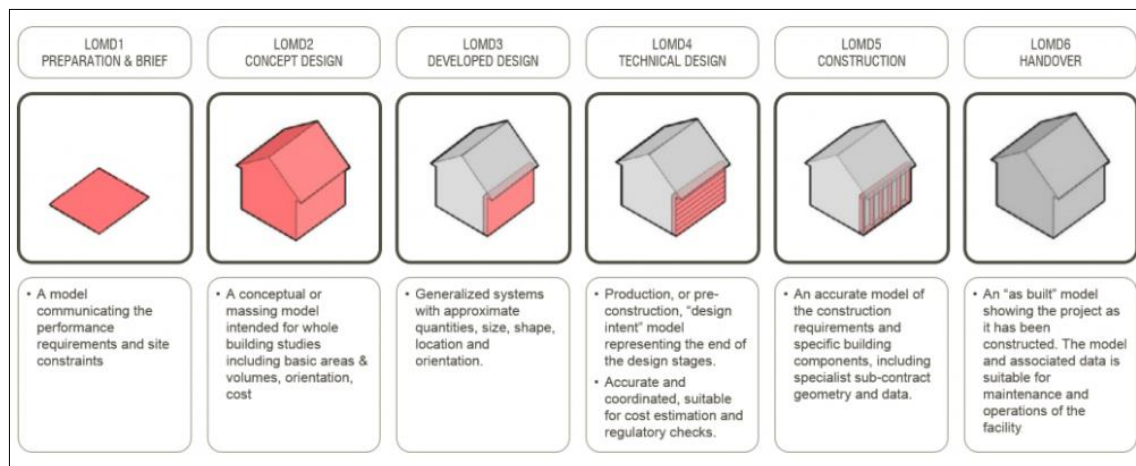 LOMD1
PREPARATION & BRIEF
LOMD2
CONCEPT DESIGN
LOMD3
DEVELOPED DESIGN
LOMD4
TECHNICAL DESIGN
LOMD5
CONSTRUCTION
LOMD6
HANDOVER
• A model
communicating the
performance
requirements and site
constraints
• A conceptual or
massing model
intended for whole
building studies
including basic areas &
volumes, orientation,
cost
• Generalized systems
with approximate
quantities, size, shape,
location and
orientation.
• Production, or pre-
construction, “design
intent” model
representing the end of
the design stages.
• Accurate and
coordinated, suitable
for cost estimation and
regulatory checks.
• An accurate model of
the construction
requirements and
specific building
components, including
specialist sub-contract
geometry and data.
• An “as built” model
showing the project as
it has been
constructed. The model
and associated data is
suitable for
maintenance and
operations of the
facility